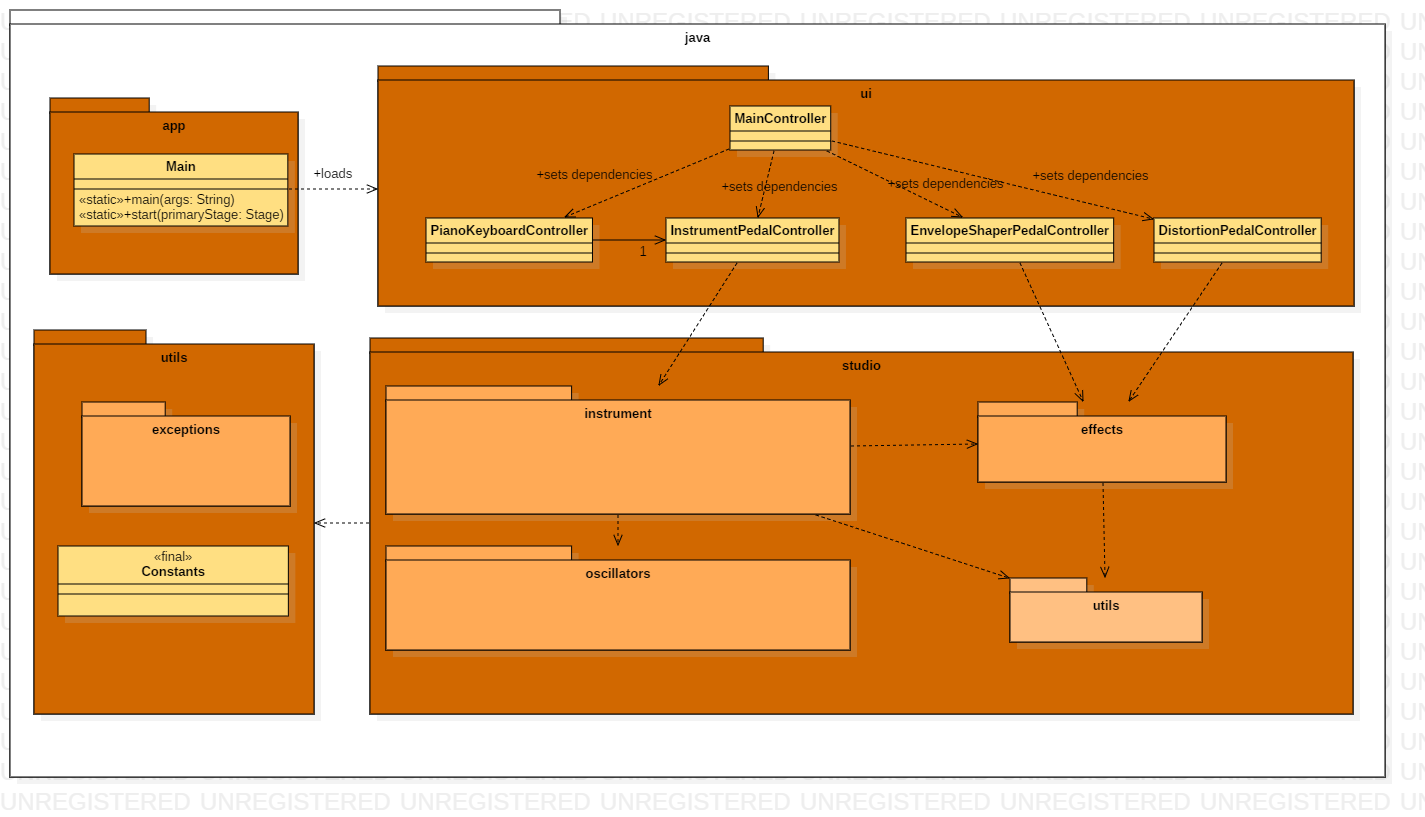 java
app
Main
«static»+main(args: String)
«static»+start(primaryStage: Stage)
+loads
ui
MainController
+sets dependencies
+sets dependencies
+sets dependencies
+sets dependencies
PianoKeyboardController
1
InstrumentPedalController
EnvelopeShaperPedalController
DistortionPedalController
utils
exceptions
«final»
Constants
studio
instrument
effects
oscillators
utils
UNREGISTERED UNREGISTERED UNREGISTERED UNREGISTERED UNREGISTERED UNREGISTERED UNREGISTERED UN